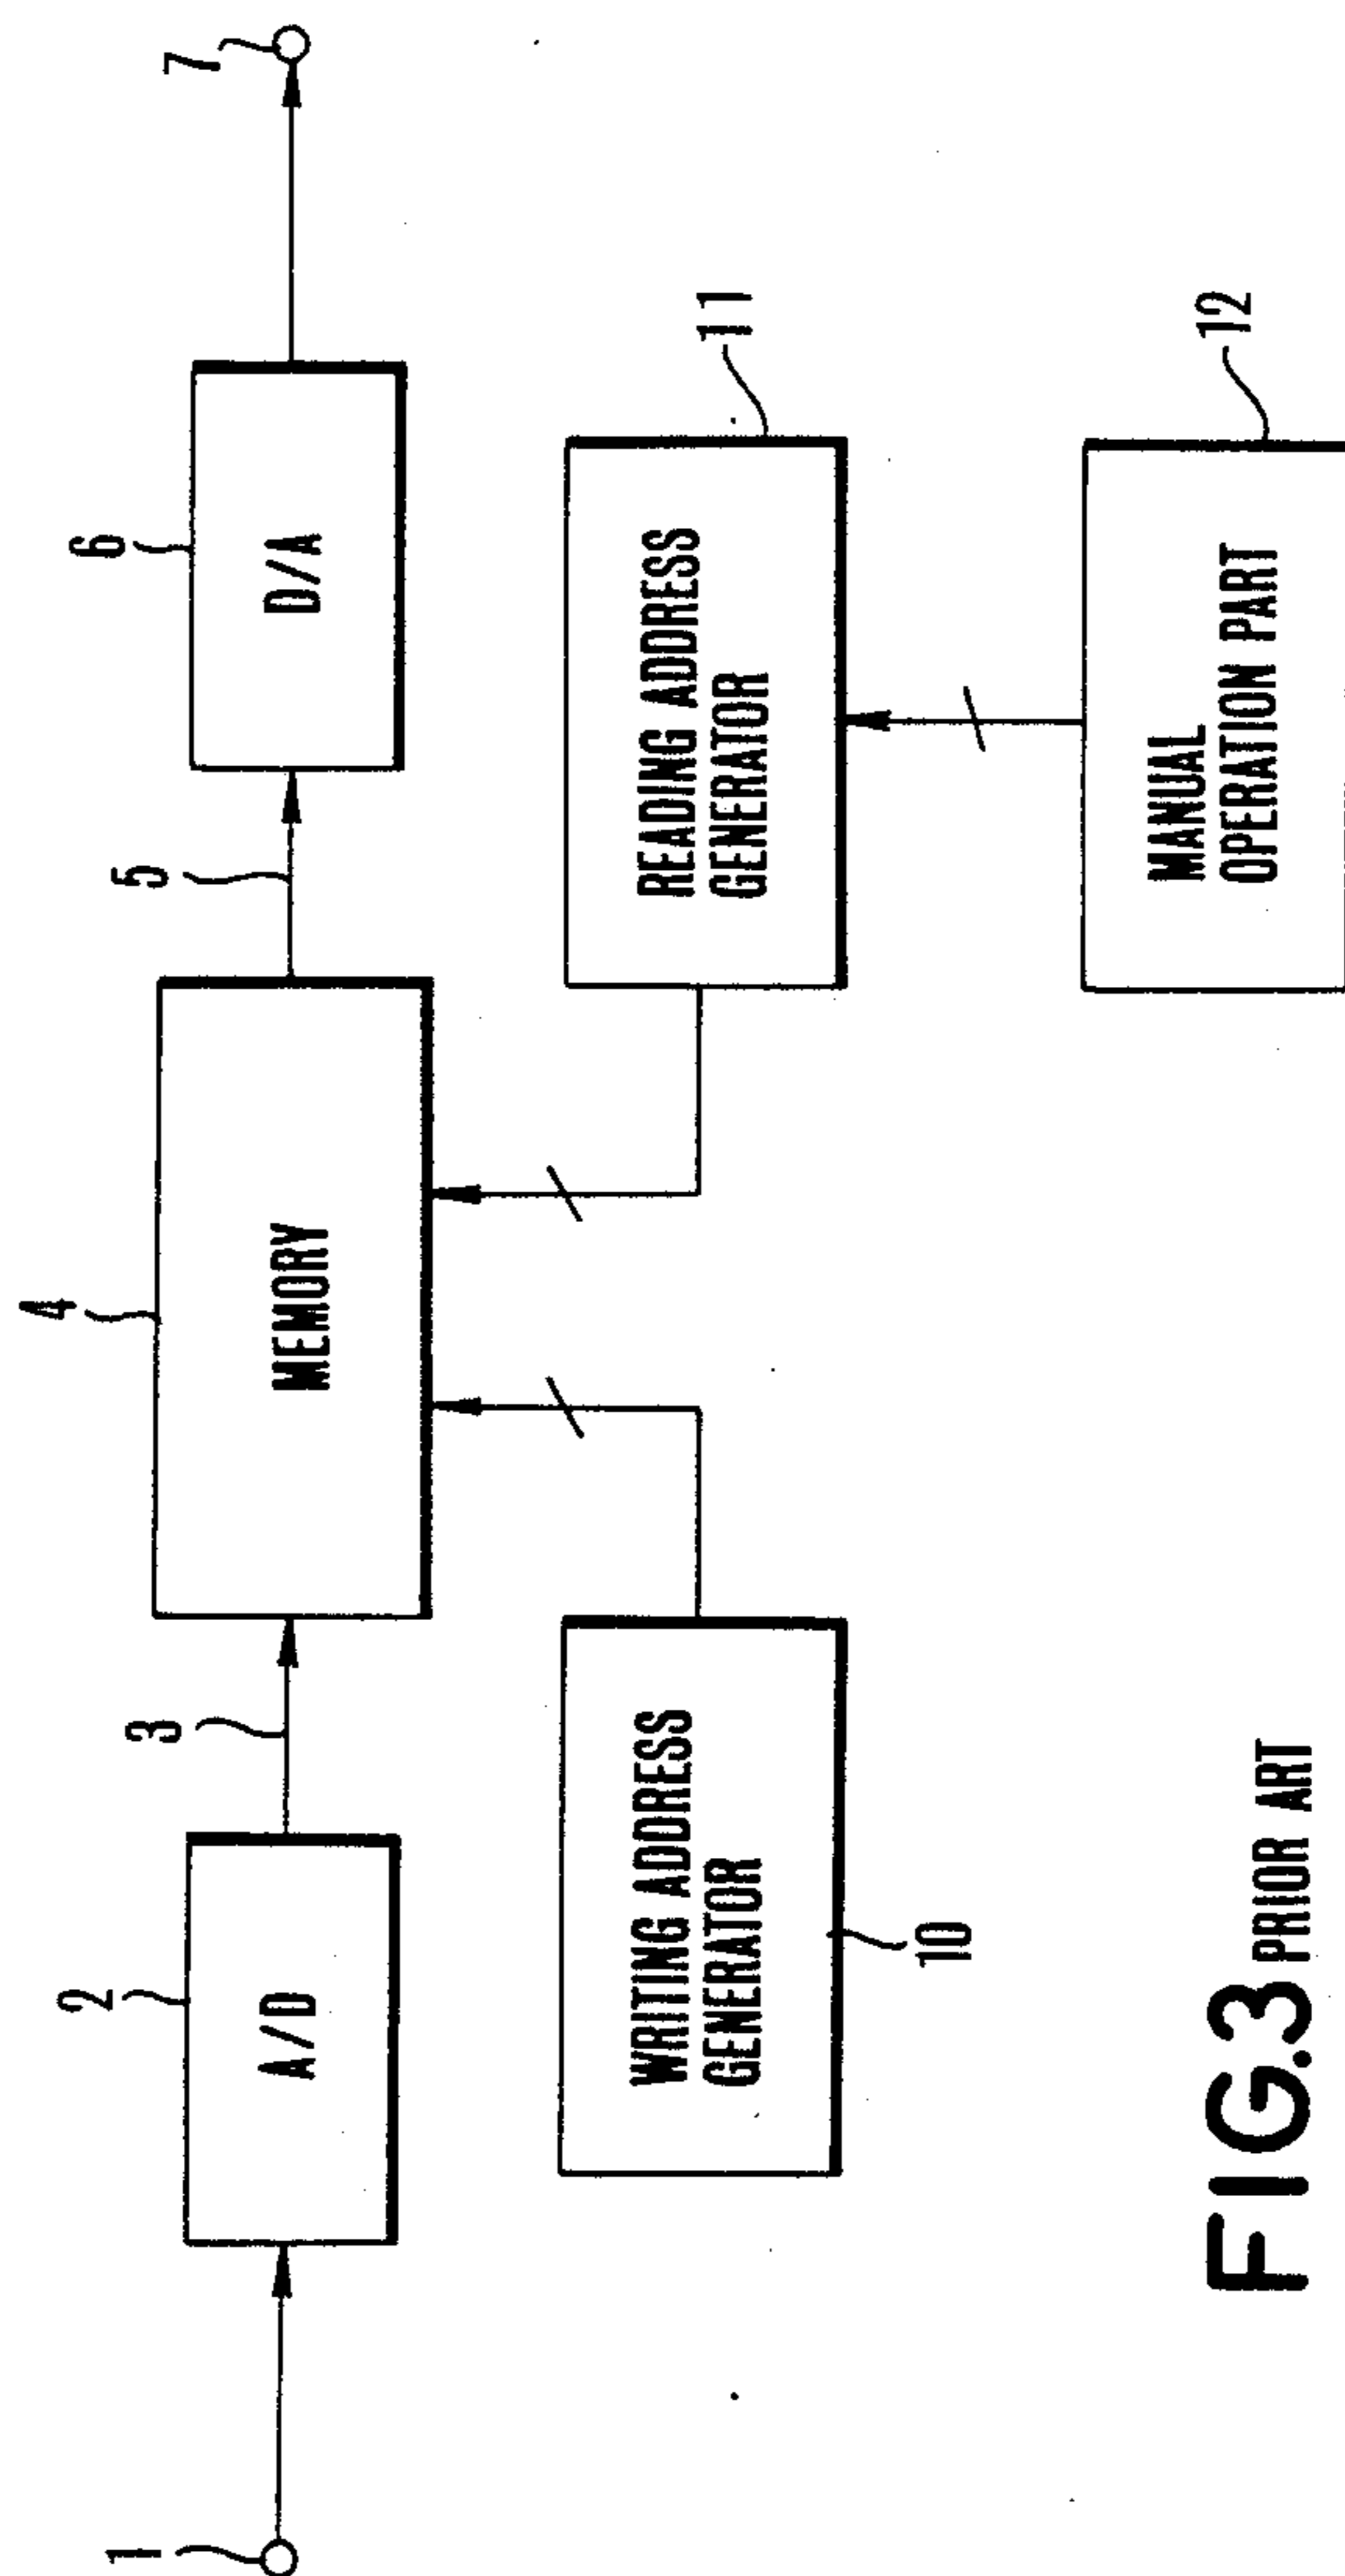 1
2
A/D
3
4
MEMORY
5
6
D/A
7
WRITING ADDRESS
GENERATOR
10
READING ADDRESS
GENERATOR
11
MANUAL
OPERATION PART
12
FIG.3 PRIOR ART